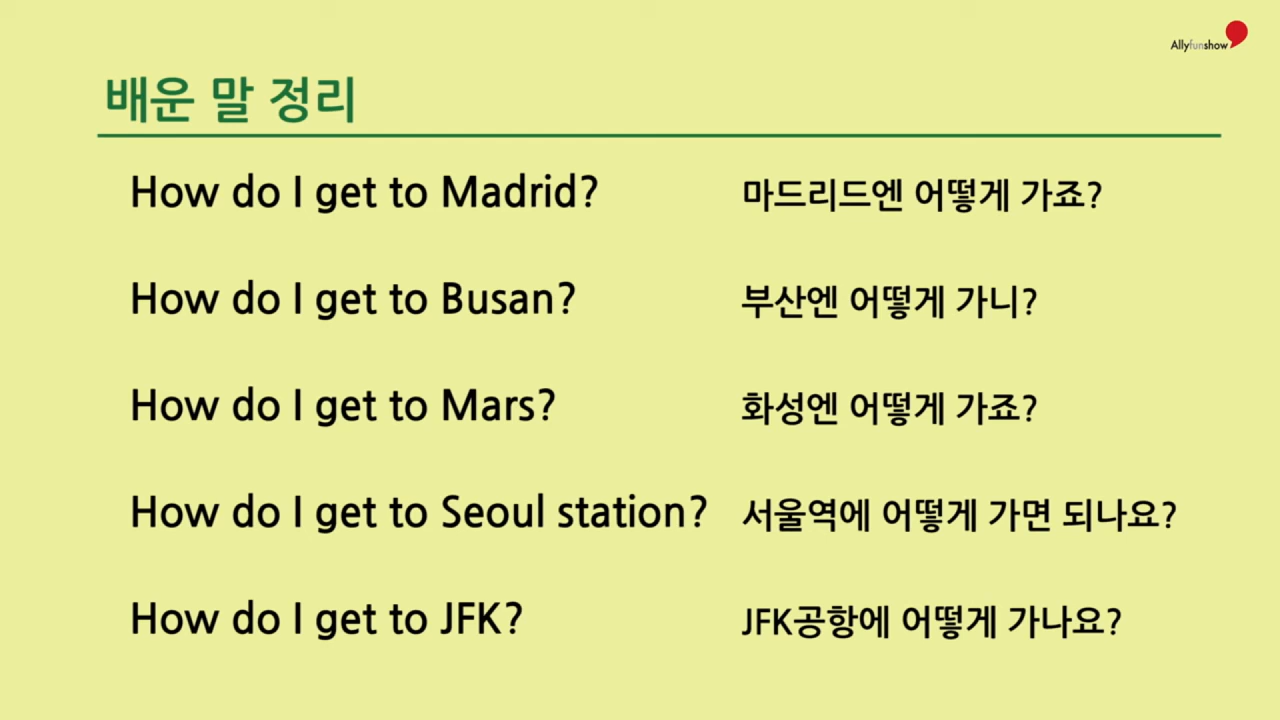 Allyfunshow
배운 말 정리
How do I get to Madrid? 마드리드엔 어떻게 가죠?
How do I get to Busan? 부산엔 어떻게 가니?
How do I get to Mars? 화성엔 어떻게 가죠?
How do I get to Seoul station? 서울역에 어떻게 가면 되나요?
How do I get to JFK? JFK공항에 어떻게 가나요?